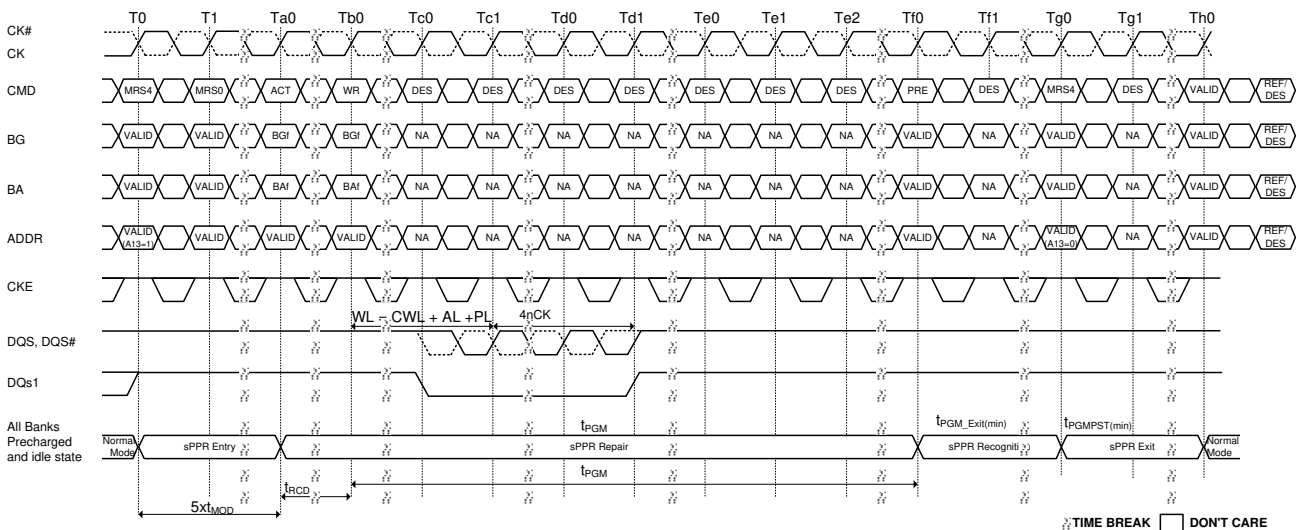 T0 T1 Ta0 Tb0 Tc0 Tc1 Td0 Td1 Te0 Te1 Te2 Tf0 Tf1 Tg0 Tg1 Th0
CK#
CK
CMD MRS4 MRS0 ACT WR DES DES DES DES DES DES DES PRE DES MRS4 DES VALID REF/DES
BG VALID VALID BGf BGf NA NA NA NA NA NA NA VALID NA VALID NA VALID REF/DES
BA VALID VALID BAf BAf NA NA NA NA NA NA NA VALID NA VALID NA VALID REF/DES
ADDR VALID (A13=1) VALID VALID VALID NA NA NA NA NA NA NA VALID NA VALID (A13=0) NA VALID REF/DES
CKE
WL – CWL + AL +PL 4nCK
DQS, DQS#
DQs1
All Banks
Precharged
and idle state
tPGM tPGM_Exit(min) tPGMPST(min)
Normal Mode sPPR Entry sPPR Repair sPPR Recogniti ) sPPR Exit Normal Mode
tPGM
tRCD
5xtMOD
TIME BREAK DON'T CARE